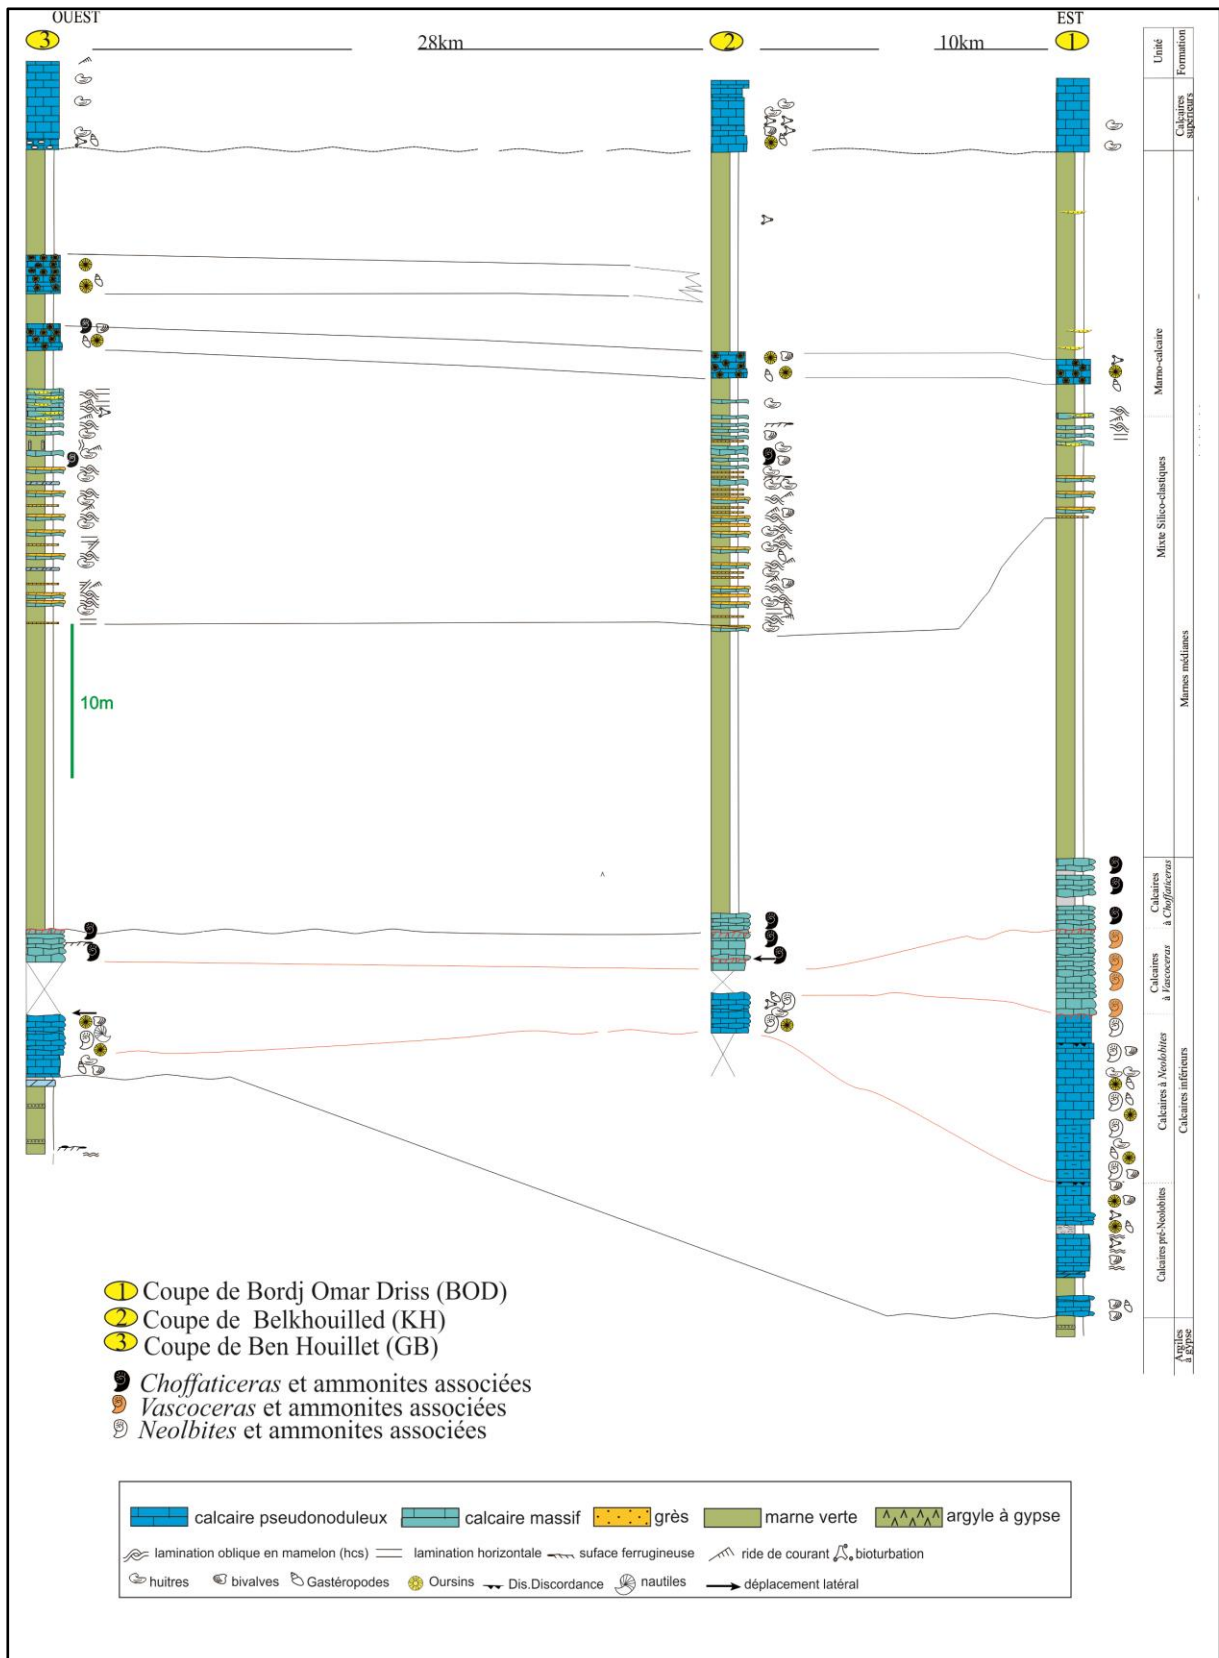 OUEST
EST
3
28km
2
10km
1
Unité
Formation
Calcaires supérieurs
Marno-calcaire
Mixte Silico-clastiques
Marnes médianes
10m
Calcaires à Choffaticeras
Calcaires à Vascoceras
Calcaires à Neolobites
Calcaires inférieurs
Calcaires pré-Neolobites
Argiles à gypse
1 Coupe de Bordj Omar Driss (BOD)
2 Coupe de Belkhouilled (KH)
3 Coupe de Ben Houillet (GB)
Choffaticeras et ammonites associées
Vascoceras et ammonites associées
Neolbites et ammonites associées
calcaire pseudonoduleux calcaire massif grès marne verte argyle à gypse
lamination oblique en mamelon (hcs) lamination horizontale suface ferrugineuse ride de courant bioturbation
huitres bivalves Gastéropodes Oursins Dis.Discordance nautiles déplacement latéral